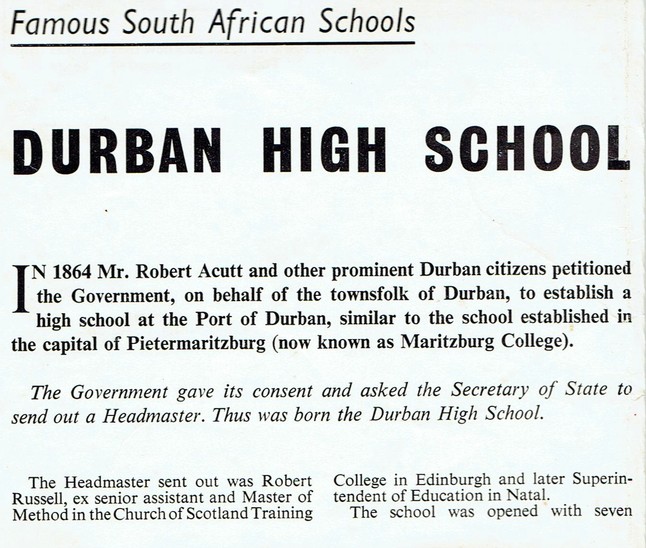 Famous South African Schools
DURBAN HIGH SCHOOL
IN 1864 Mr. Robert Acutt and other prominent Durban citizens petitioned
the Government, on behalf of the townsfolk of Durban, to establish a
high school at the Port of Durban, similar to the school established in
the capital of Pietermaritzburg (now known as Maritzburg College).
The Government gave its consent and asked the Secretary of State to
send out a Headmaster. Thus was born the Durban High School.
The Headmaster sent out was Robert
Russell, ex senior assistant and Master of
Method in the Church of Scotland Training
College in Edinburgh and later Superin-
tendent of Education in Natal.
The school was opened with seven